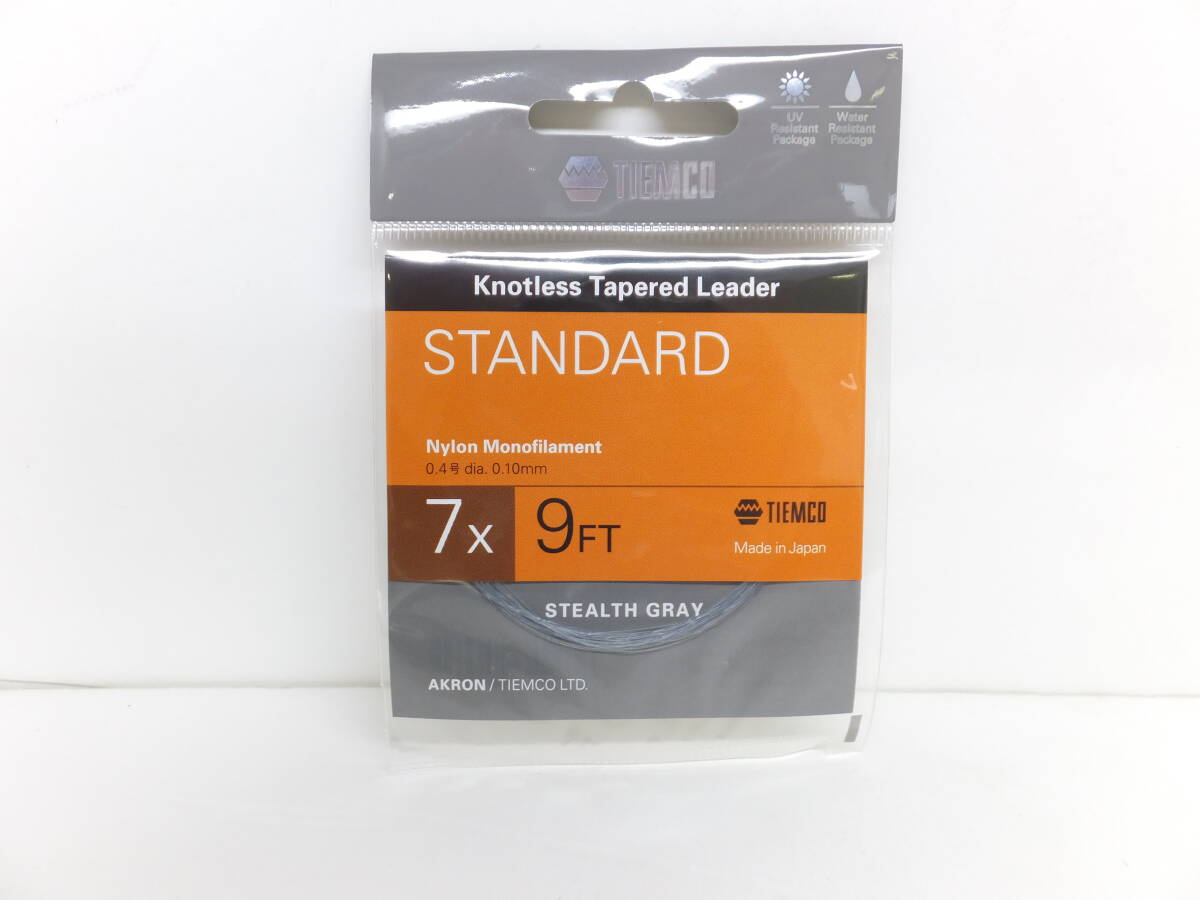 UV
Resistant
Package
Water
Resistant
Package
TIEMCO
Knotless Tapered Leader
STANDARD
Nylon Monofilament
0.4号 dia. 0.10mm
7x
9FT
TIEMCO
Made in Japan
STEALTH GRAY
AKRON / TIEMCO LTD.